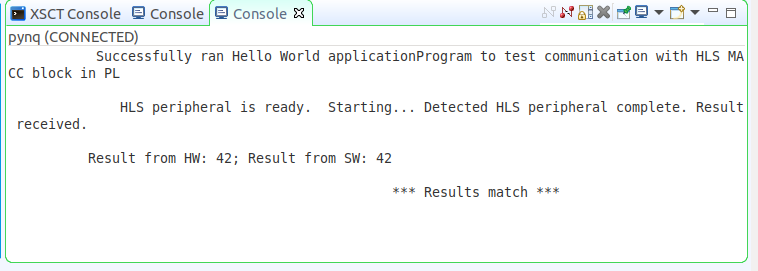 XSCT Console Console Console
pynq (CONNECTED)
Successfully ran Hello World applicationProgram to test communication with HLS MA
CC block in PL
HLS peripheral is ready.  Starting... Detected HLS peripheral complete. Result
received.
Result from HW: 42; Result from SW: 42
*** Results match ***